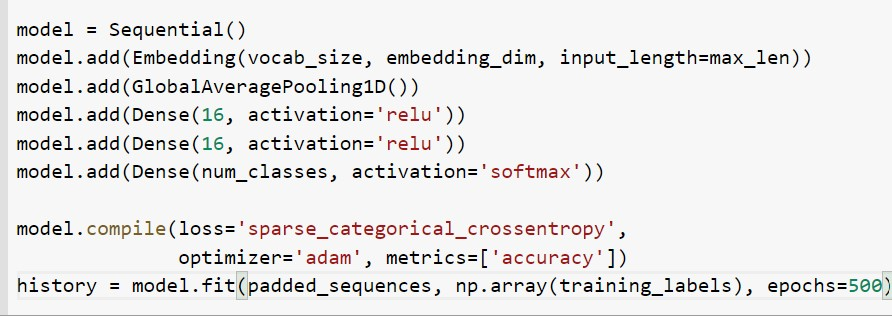 model = Sequential()
model.add(Embedding(vocab_size, embedding_dim, input_length=max_len))
model.add(GlobalAveragePooling1D())
model.add(Dense(16, activation='relu'))
model.add(Dense(16, activation='relu'))
model.add(Dense(num_classes, activation='softmax'))

model.compile(loss='sparse_categorical_crossentropy',
              optimizer='adam', metrics=['accuracy'])
history = model.fit(padded_sequences, np.array(training_labels), epochs=500)